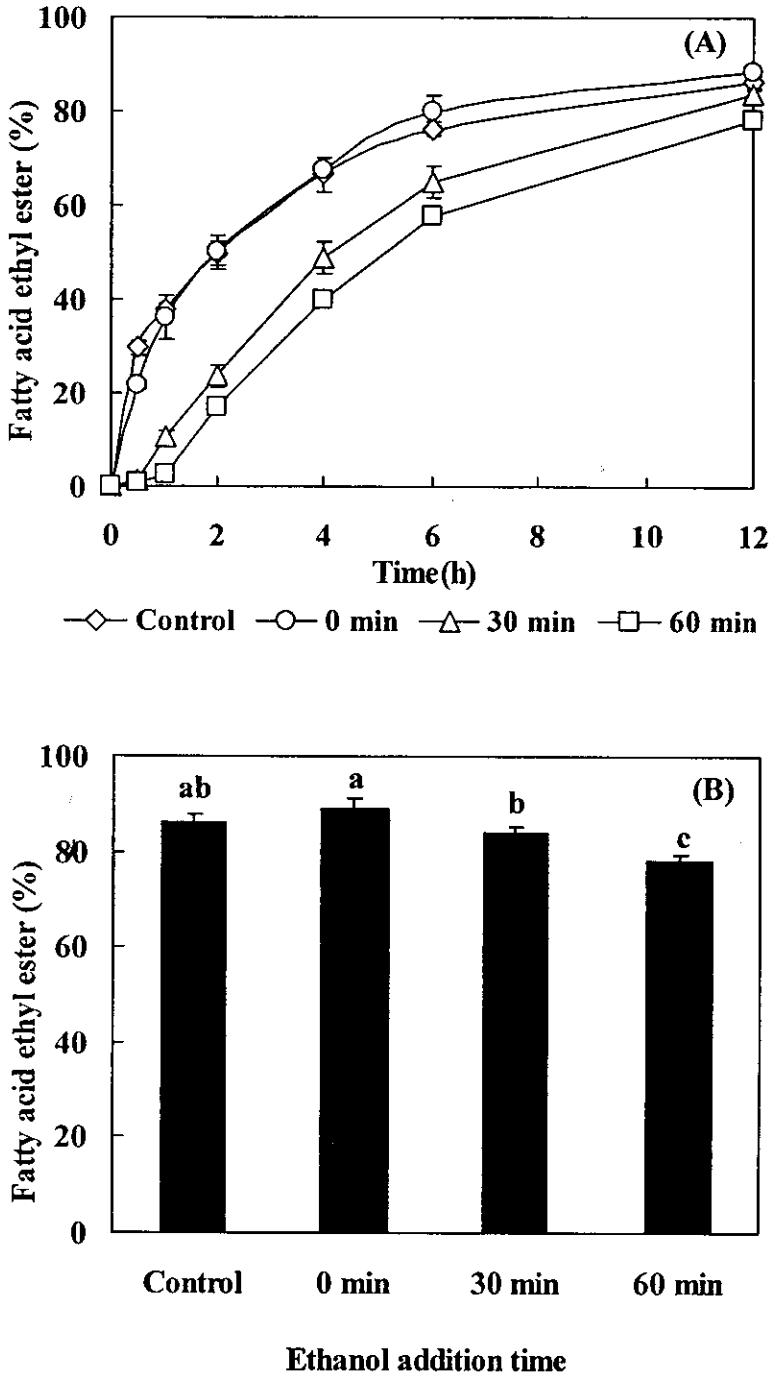 100
(A)
80
60
40
20
0
Fatty acid ethyl ester (%)
0 2 4 6 8 10 12
Time(h)
Control 0 min 30 min 60 min
100
(B)
80
60
40
20
0
Fatty acid ethyl ester (%)
ab a b c
Control 0 min 30 min 60 min
Ethanol addition time